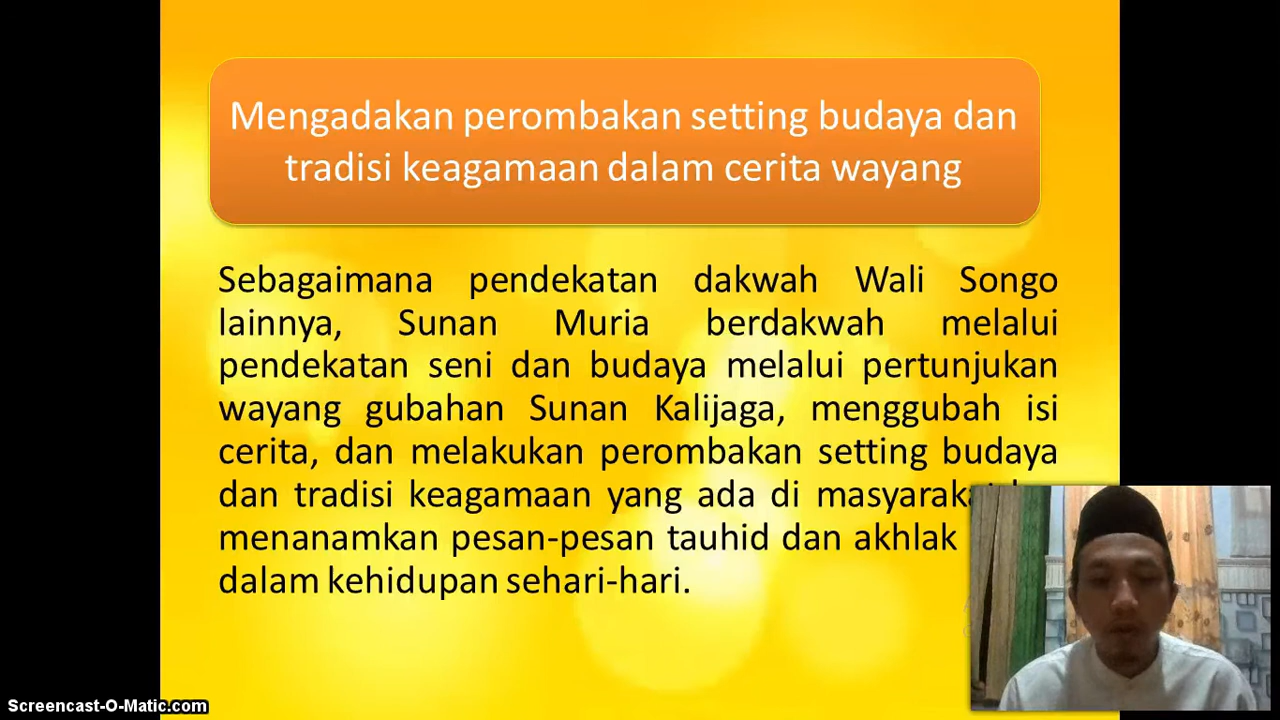 Mengadakan perombakan setting budaya dan
tradisi keagamaan dalam cerita wayang
Sebagaimana pendekatan dakwah Wali Songo
lainnya, Sunan Muria berdakwah melalui
pendekatan seni dan budaya melalui pertunjukan
wayang gubahan Sunan Kalijaga, menggubah isi
cerita, dan melakukan perombakan setting budaya
dan tradisi keagamaan yang ada di
menanamkan pesan-pesan tauhid dan akhlak
dalam kehidupan sehari-hari.
Screencast-O-Matic.com